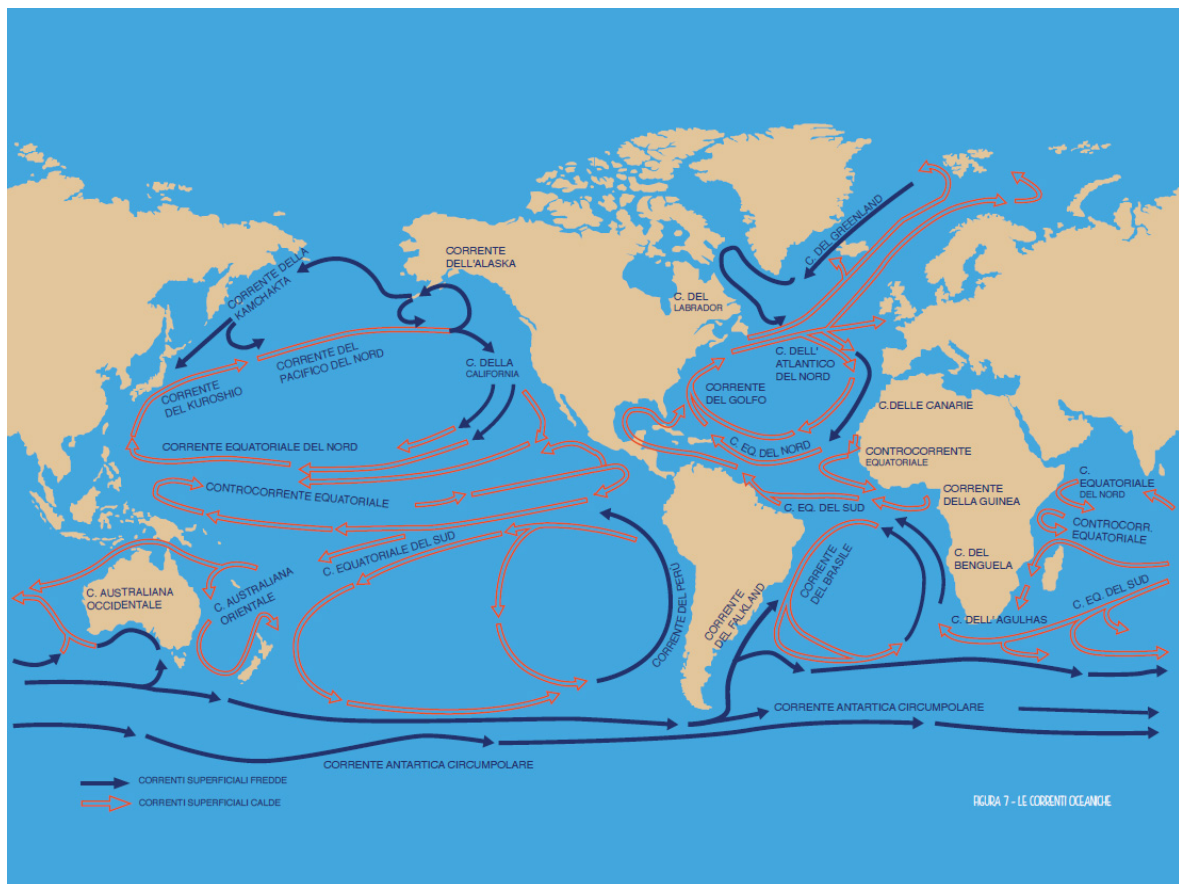 CORRENTE DELLA
KAMCHAKTA
CORRENTE
DELL'ALASKA
C. DEL GREENLAND
C. DEL
LABRADOR
CORRENTE DEL
PACIFICO DEL NORD
C. DELLA
CALIFORNIA
C. DELL'
ATLANTICO
DEL NORD
CORRENTE
DEL KUROSHIO
CORRENTE
DEL GOLFO
C.DELLE CANARIE
CORRENTE EQUATORIALE DEL NORD
C. EQ. DEL NORD
CONTROCORRENTE
EQUATORIALE
CONTROCORRENTE EQUATORIALE
C. EQ. DEL SUD
CORRENTE
DELLA GUINEA
C.
EQUATORIALE
DEL NORD
CONTROCORR.
EQUATORIALE
C. EQUATORIALE DEL SUD
C. AUSTRALIANA
OCCIDENTALE
C. AUSTRALIANA
ORIENTALE
CORRENTE DEL PERÙ
CORRENTE
DEL FALKLAND
CORRENTE
DEL BRASILE
C. DEL
BENGUELA
C. DELL'AGULHAS
C. EQ. DEL SUD
CORRENTE ANTARTICA CIRCUMPOLARE
CORRENTE ANTARTICA CIRCUMPOLARE
CORRENTI SUPERFICIALI FREDDE
CORRENTI SUPERFICIALI CALDE
FIGURA 7 - LE CORRENTI OCEANICHE